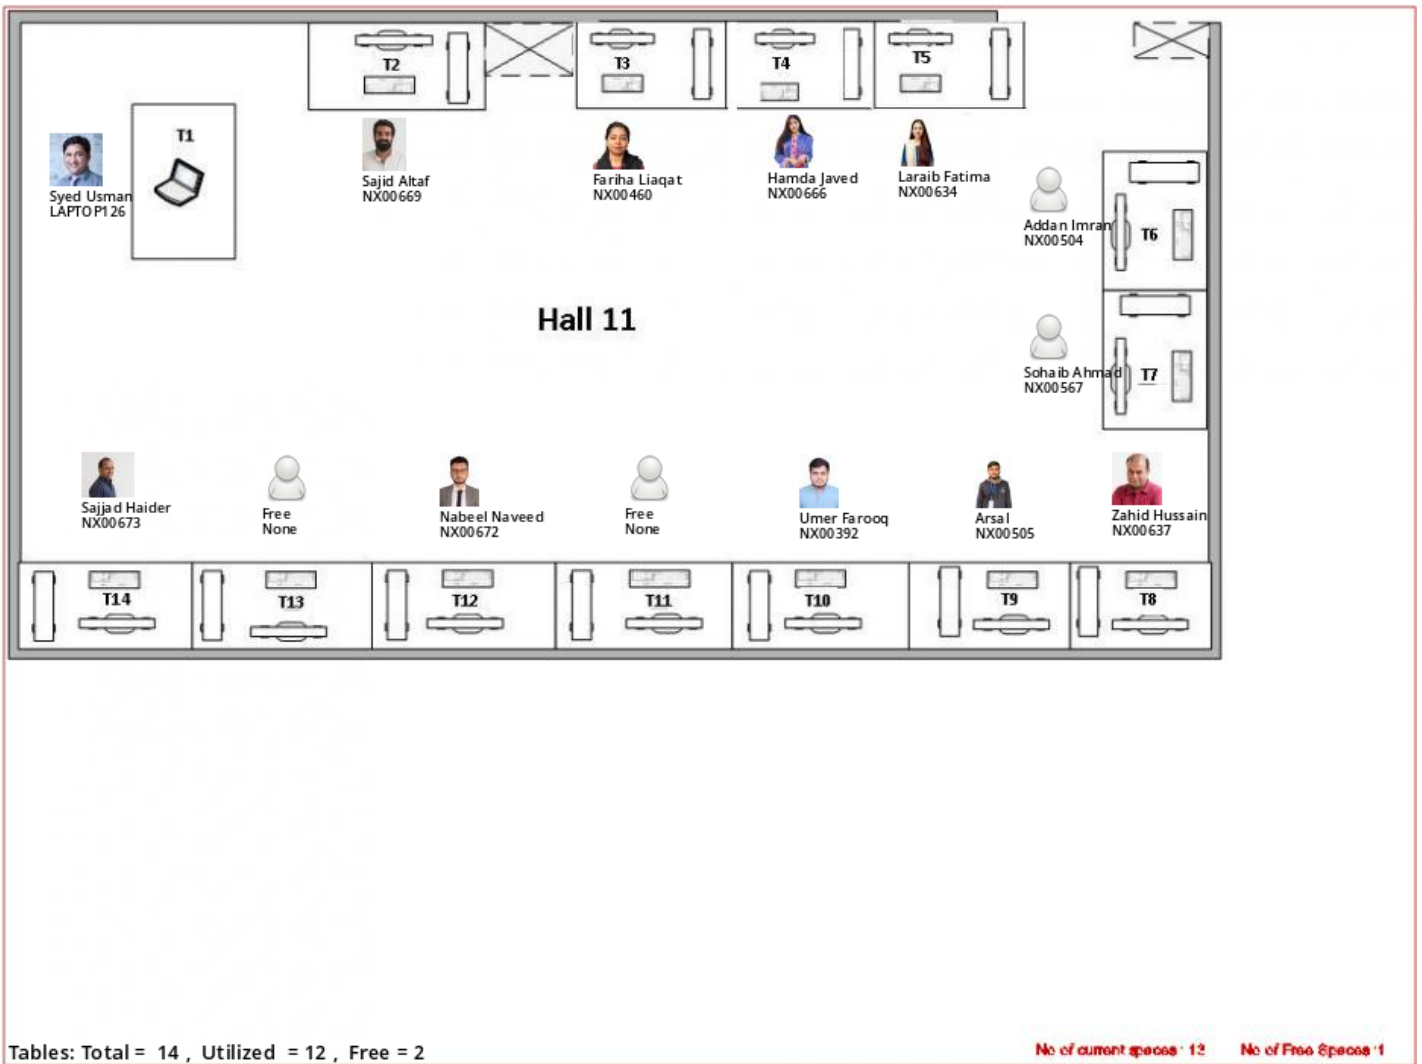 T2
T3
T4
T5
T1
Syed Usman
LAPTOP126
Sajid Altaf
NX00669
Fariha Liaqat
NX00460
Hamda Javed
NX00666
Laraib Fatima
NX00634
Addan Imran
NX00504
T6
Hall 11
Sohaib Ahmad
NX00567
T7
Sajjad Haider
NX00673
Free
None
Nabeel Naveed
NX00672
Free
None
Umer Farooq
NX00392
Arsal
NX00505
Zahid Hussain
NX00637
T14
T13
T12
T11
T10
T9
T8
Tables: Total = 14 , Utilized = 12 , Free = 2
No of current spaces : 13
No of Free Spaces :1